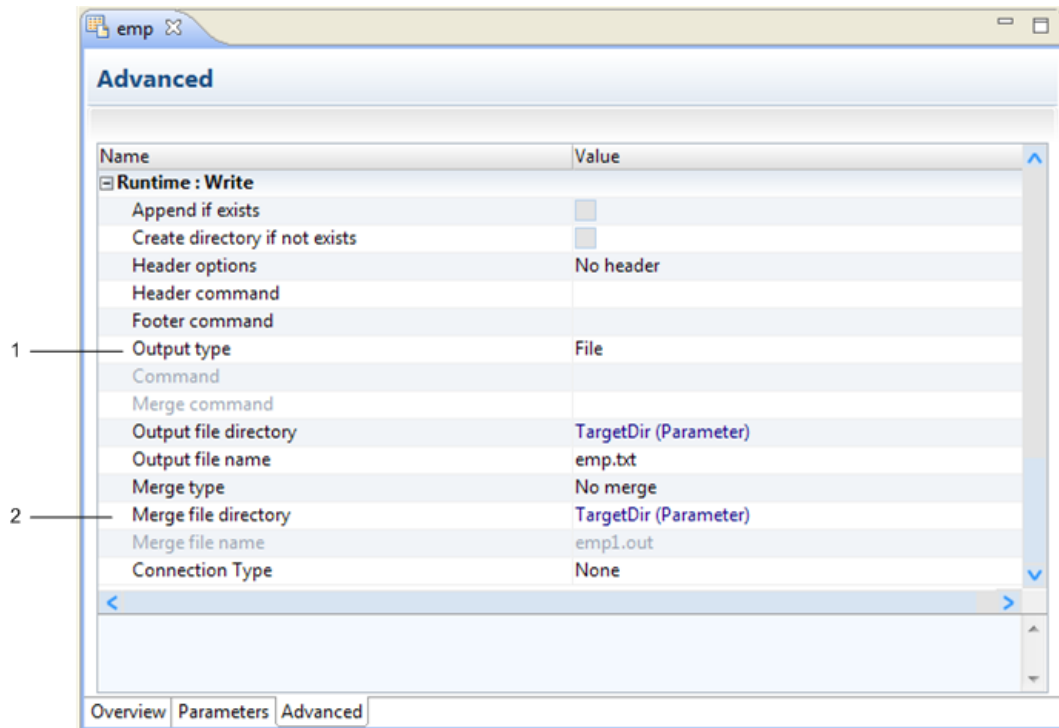 emp
Advanced
Name Value
Runtime : Write
Append if exists
Create directory if not exists
Header options No header
Header command
Footer command
1 Output type File
Command
Merge command
Output file directory TargetDir (Parameter)
Output file name emp.txt
Merge type No merge
2 Merge file directory TargetDir (Parameter)
Merge file name emp1.out
Connection Type None
Overview Parameters Advanced